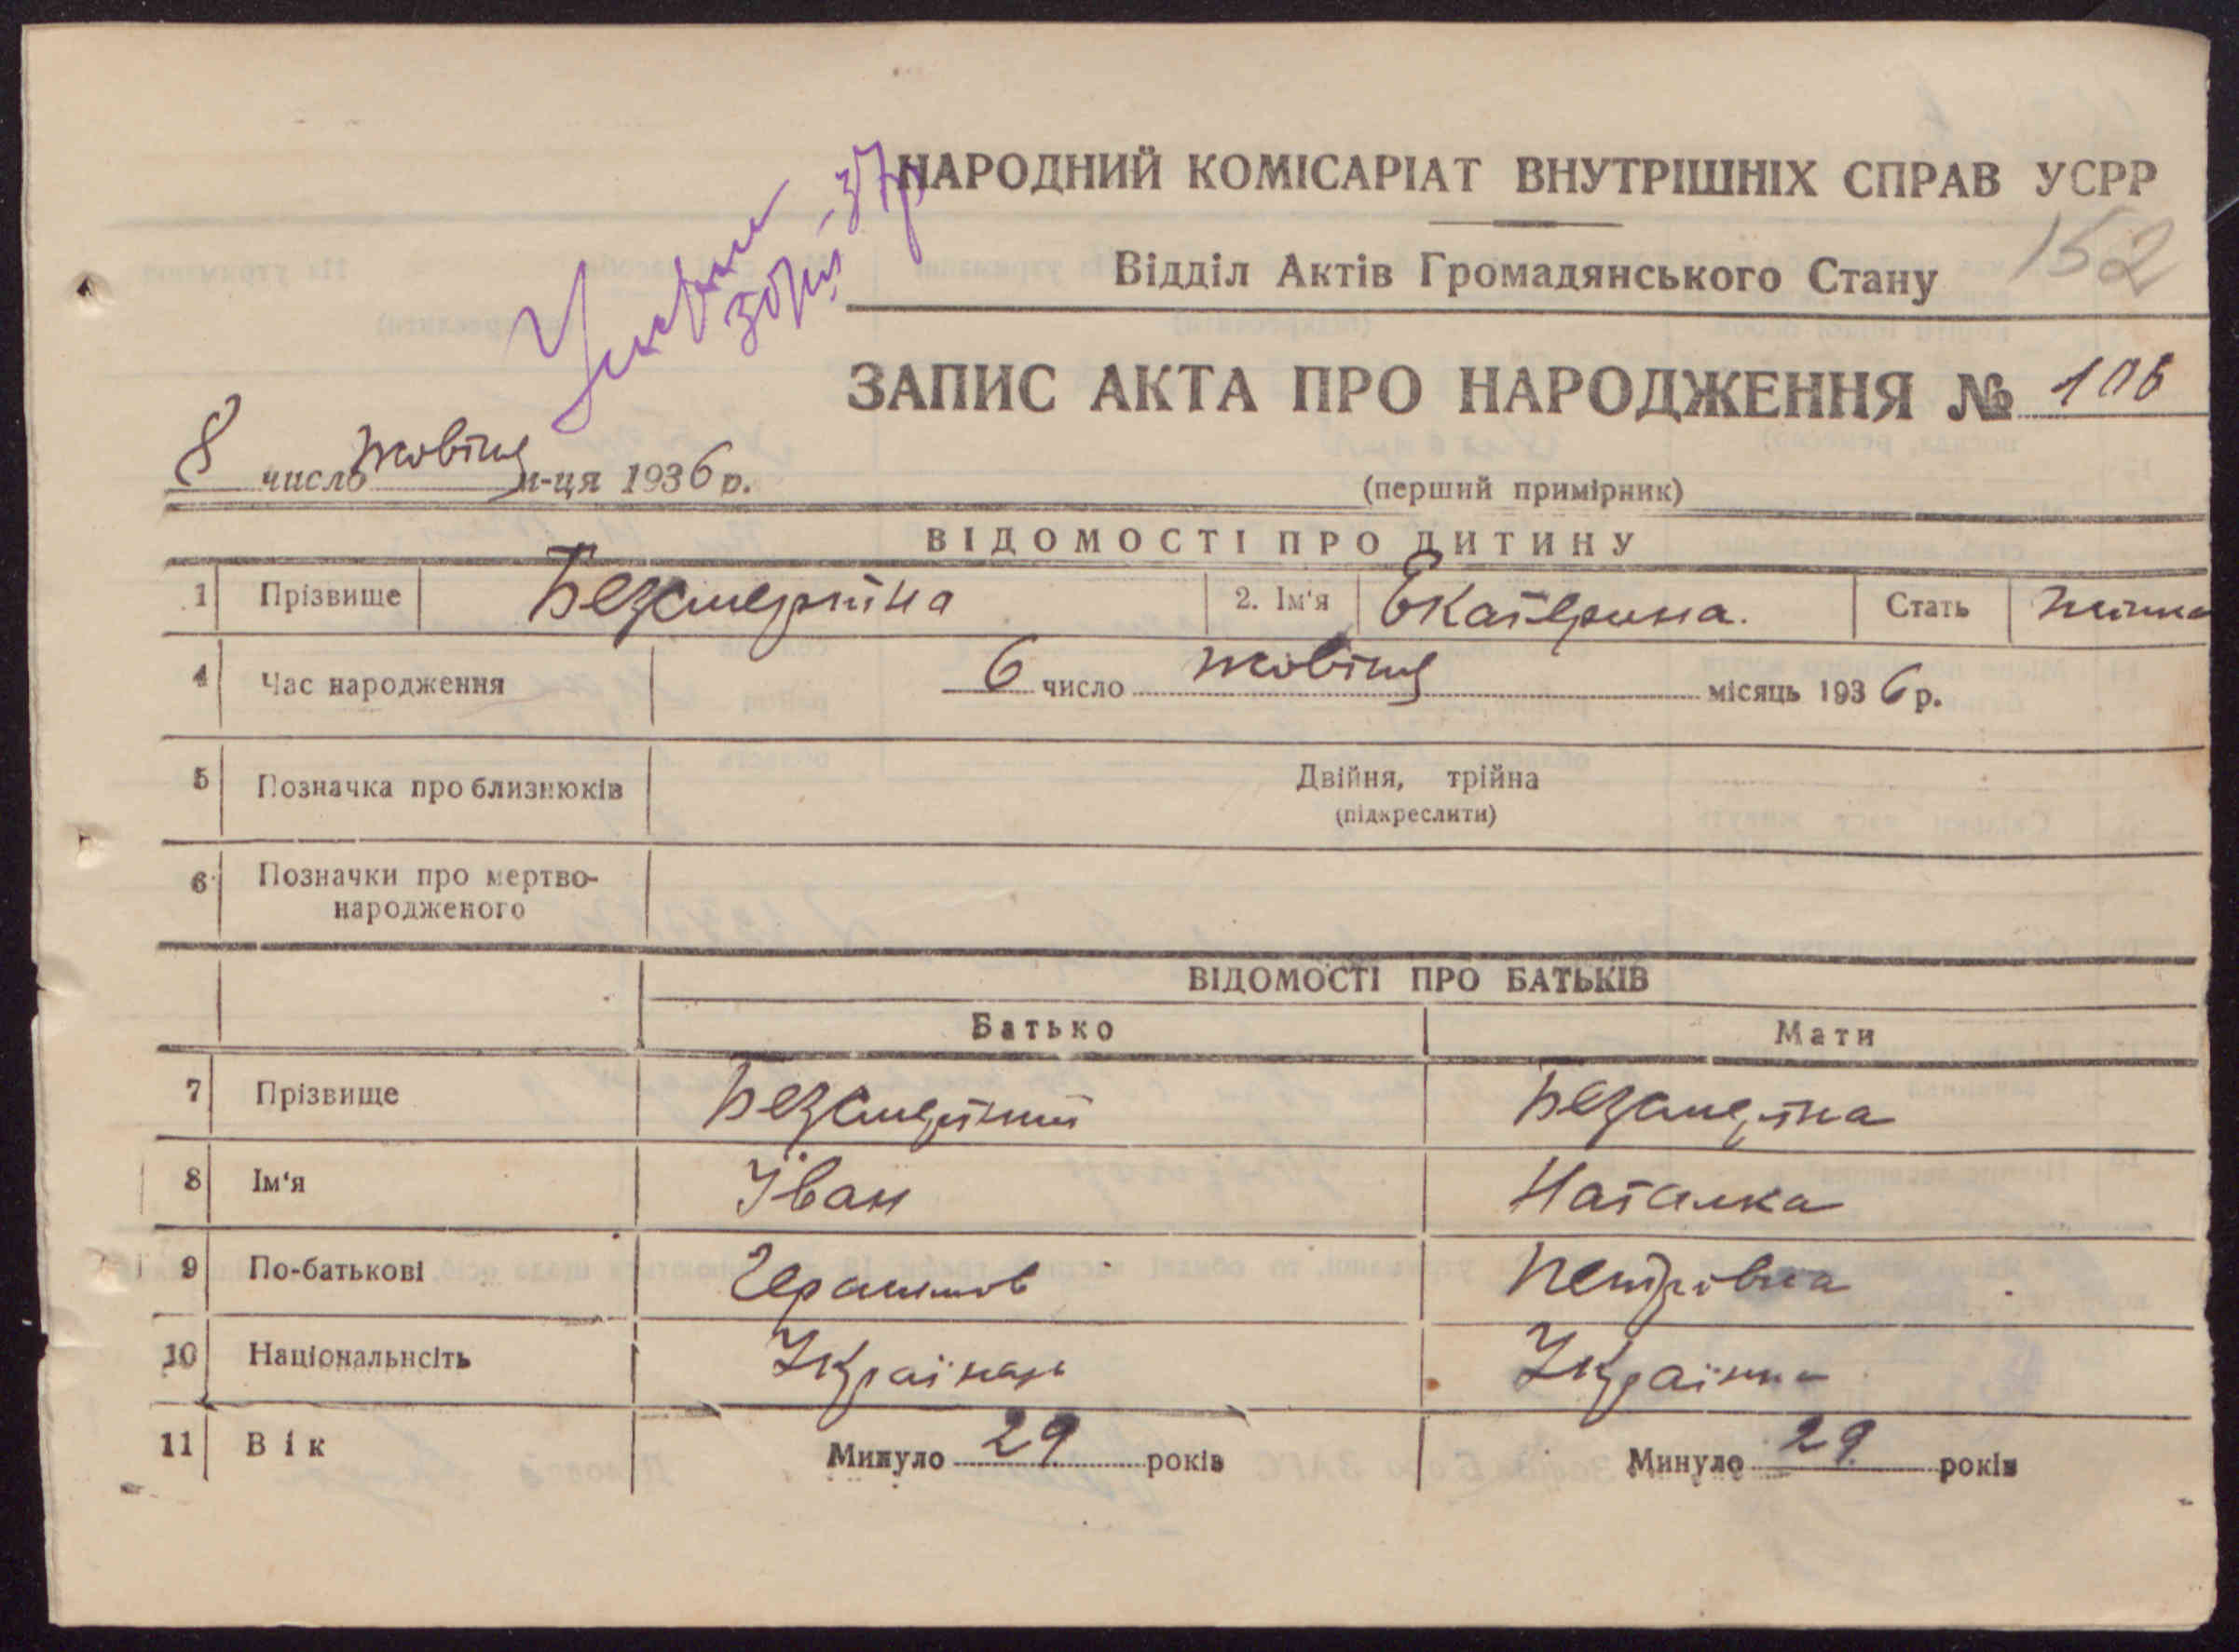 НАРОДНИЙ КОМІСАРІАТ ВНУТРІШНІХ СПРАВ УСРР
Відділ Актів Громадянського Стану 152
ЗАПИС АКТА ПРО НАРОДЖЕННЯ № 106
8 число жовтня м-ця 1936 р.
(перший примірник)
ВІДОМОСТІ ПРО ДИТИНУ
1 Прізвище Безсмертна 2. Ім'я Екатерина. Стать жіноча
4 Час народження 6 число жовтня місяць 1936 р.
5 Позначка про близнюків Двійня, трійна
(підкреслити)
6 Позначки про мертво-
народженого
ВІДОМОСТІ ПРО БАТЬКІВ
Батько Мати
7 Прізвище Безсмертний Безсмертна
8 Ім'я Іван Наталка
9 По-батькові Герасимов Петрівна
10 Національнсіть Українець Українка
11 Вік Минуло 29 років Минуло 29 років